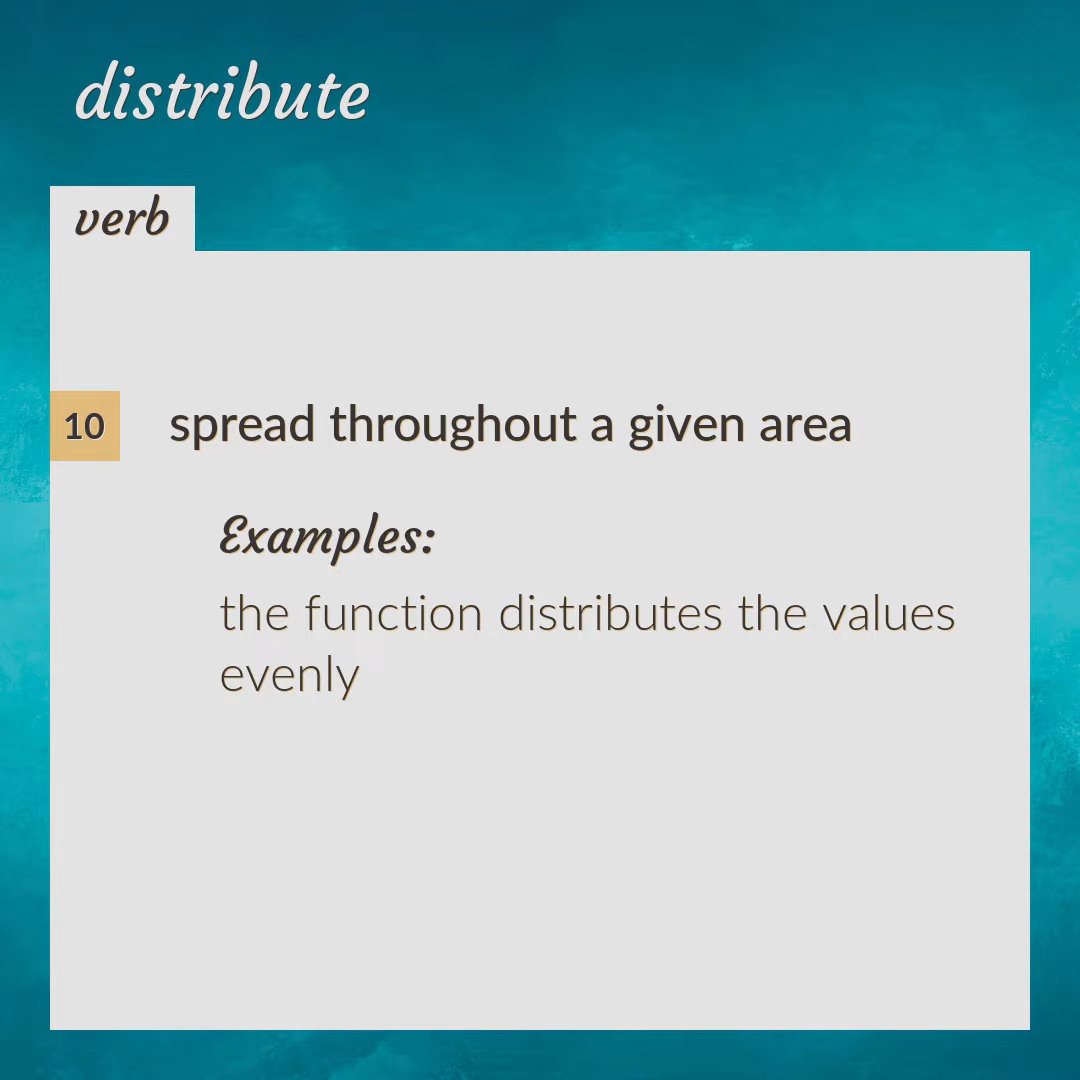 distribute
verb
10 spread throughout a given area
Examples:
the function distributes the values
evenly